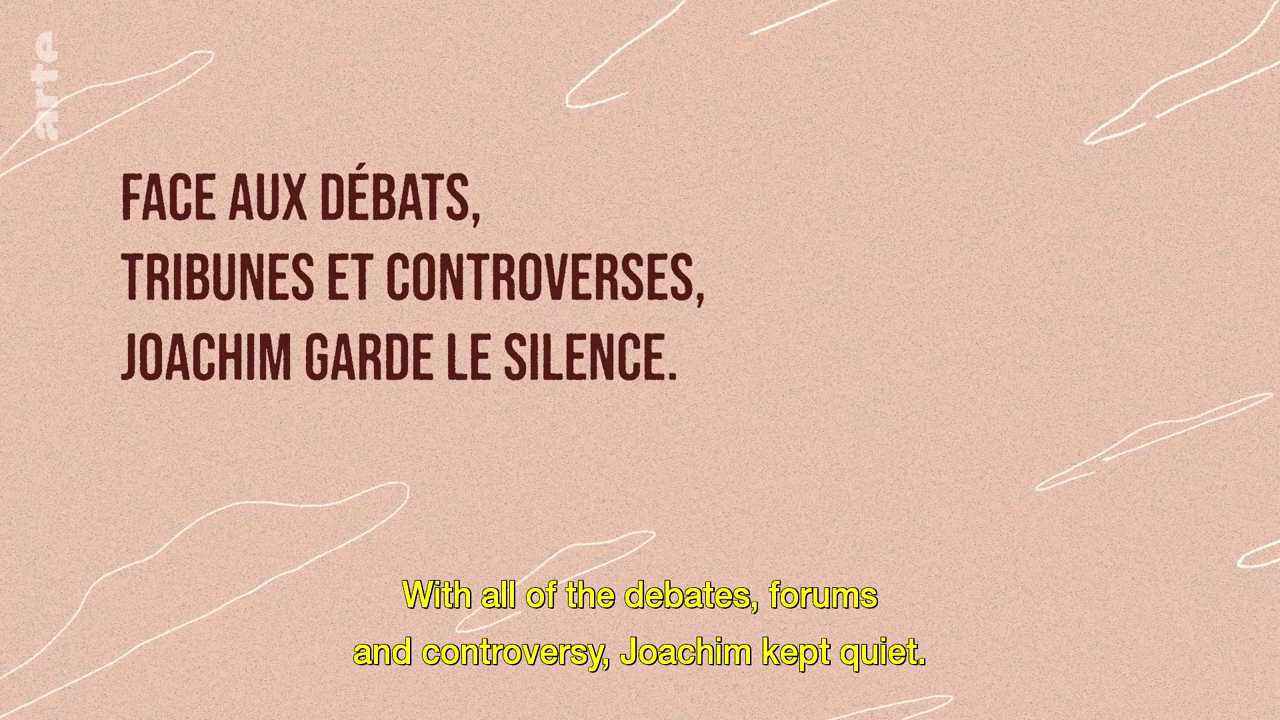 arte
FACE AUX DÉBATS,
TRIBUNES ET CONTROVERSES,
JOACHIM GARDE LE SILENCE.
With all of the debates, forums
and controversy, Joachim kept quiet.